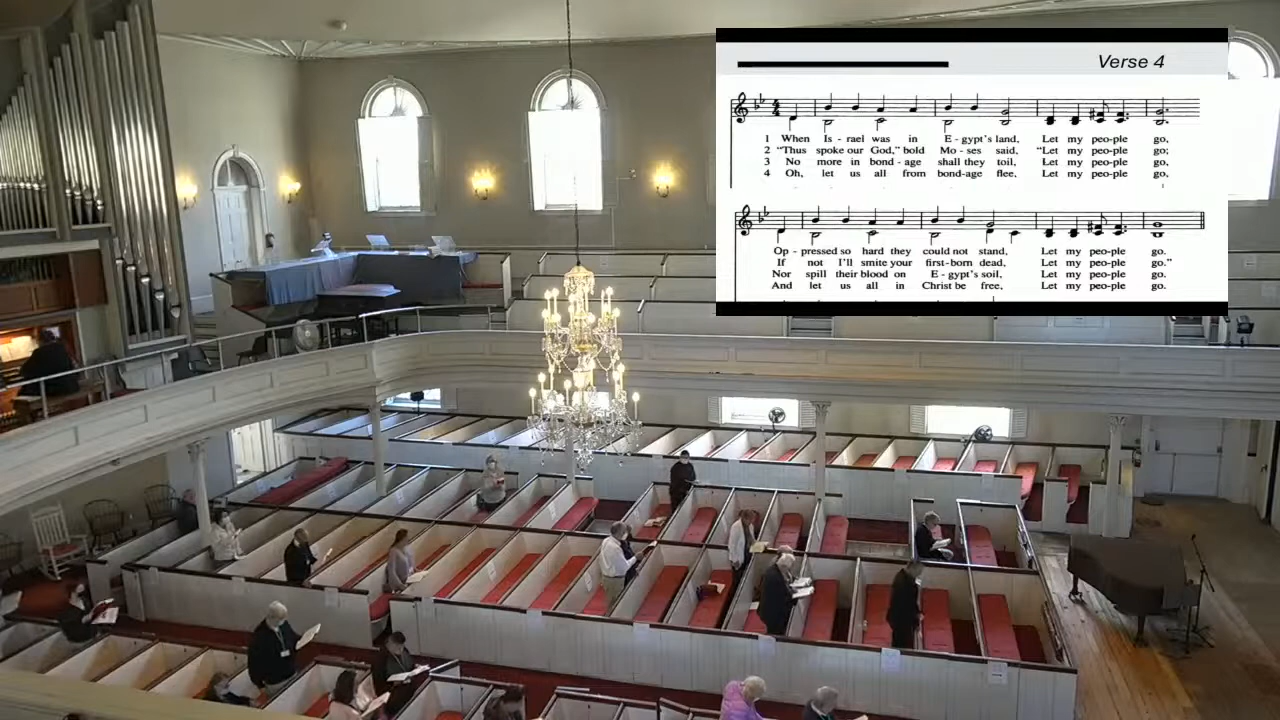 Verse 4
1 When Is - rael was in E - gypt's land, Let my peo-ple go,
2 "Thus spoke our God," bold Mo - ses said, "Let my peo-ple go;
3 No more in bond - age shall they toil, Let my peo-ple go,
4 Oh, let us all from bond-age flee, Let my peo-ple go,
Op - pressed so hard they could not stand, Let my peo-ple go.
If not I'll smite your first-born dead, Let my peo-ple go."
Nor spill their blood on E - gypt's soil, Let my peo-ple go.
And let us all in Christ be free, Let my peo-ple go.